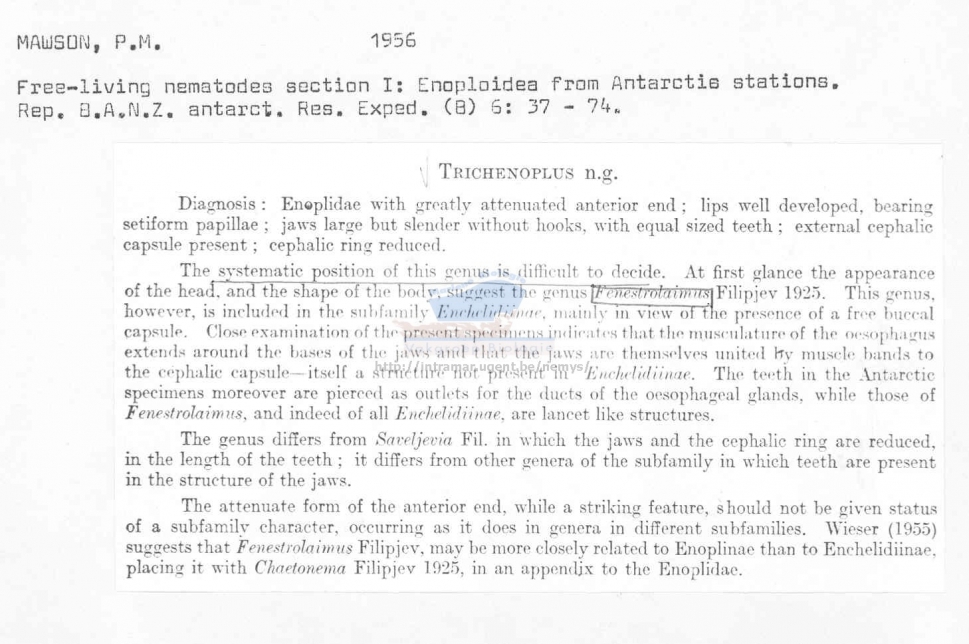 MAWSON, P.M. 1956
Free-living nematodes section I: Enoploidea from Antarctis stations.
Rep. B.A.N.Z. antarct. Res. Exped. (B) 6: 37 - 74.
TRICHENOPLUS n.g.
Diagnosis : Enoplidae with greatly attenuated anterior end ; lips well developed, bearing
setiform papillae ; jaws large but slender without hooks, with equal sized teeth ; external cephalic
capsule present ; cephalic ring reduced.
The systematic position of this genus is difficult to decide. At first glance the appearance
of the head, and the shape of the body, suggest the genus Fenestrolaimus Filipjev 1925. This genus,
however, is included in the subfamily Enchelidiinae, mainly in view of the presence of a free buccal
capsule. Close examination of the present specimens indicates that the musculature of the oesophagus
extends around the bases of the jaws and that the jaws are themselves united by muscle bands to
http://intramar.ugent.be/nemys/
the cephalic capsule—itself a structure not present in Enchelidiinae. The teeth in the Antarctic
specimens moreover are pierced as outlets for the ducts of the oesophageal glands, while those of
Fenestrolaimus, and indeed of all Enchelidiinae, are lancet like structures.
The genus differs from Saveljevia Fil. in which the jaws and the cephalic ring are reduced,
in the length of the teeth ; it differs from other genera of the subfamily in which teeth are present
in the structure of the jaws.
The attenuate form of the anterior end, while a striking feature, should not be given status
of a subfamily character, occurring as it does in genera in different subfamilies. Wieser (1955)
suggests that Fenestrolaimus Filipjev, may be more closely related to Enoplinae than to Enchelidiinae,
placing it with Chaetonema Filipjev 1925, in an appendix to the Enoplidae.